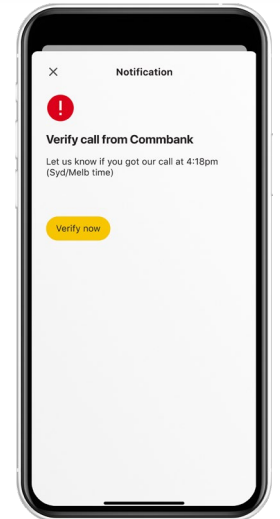 Notification
!
Verify call from Commbank
Let us know if you got our call at 4:18pm
(Syd/Melb time)
Verify now